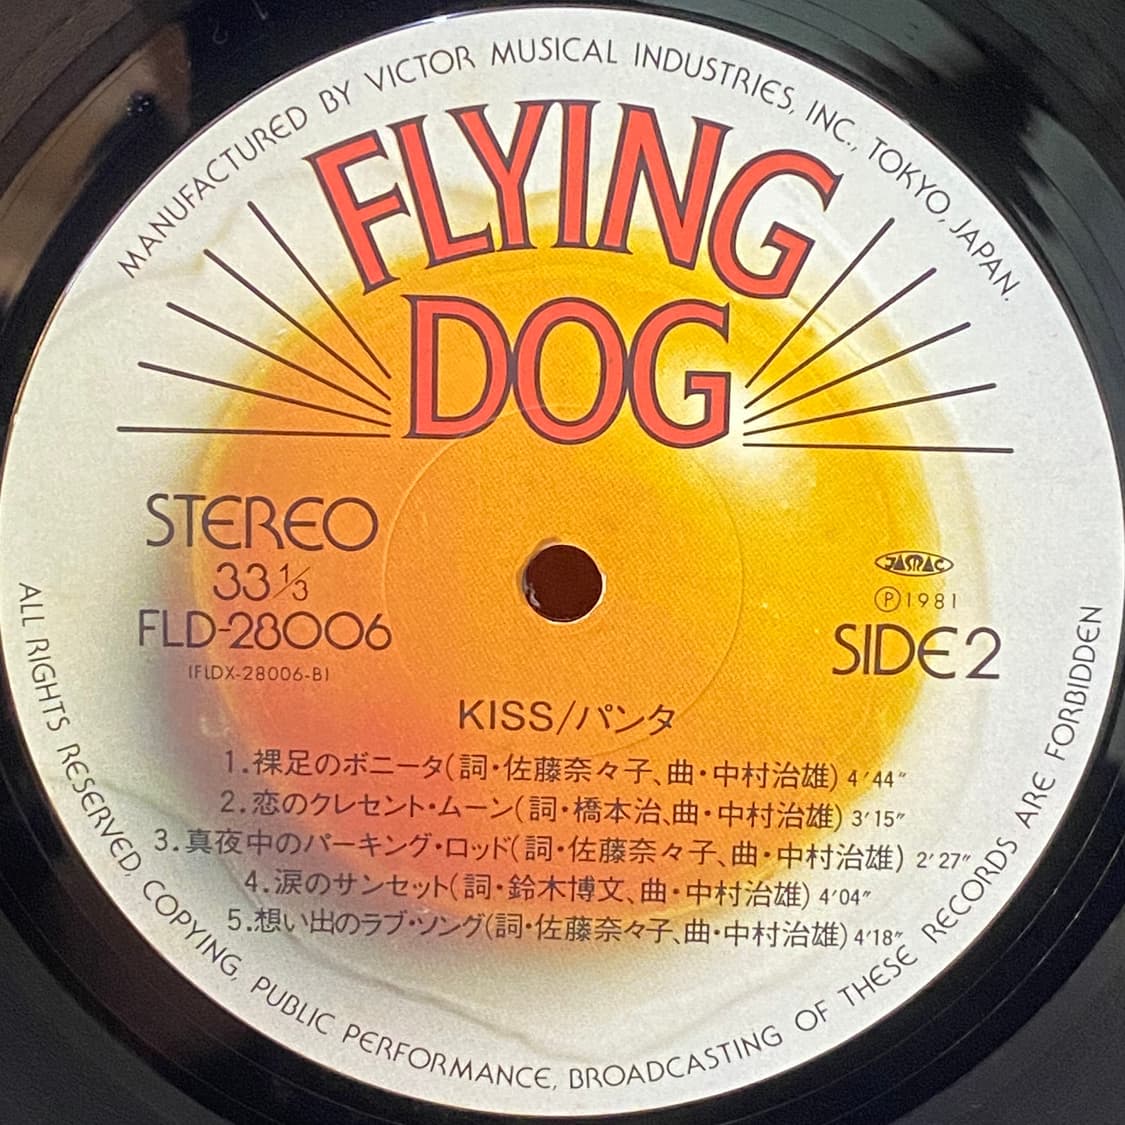 MANUFACTURED BY VICTOR MUSICAL INDUSTRIES, INC., TOKYO, JAPAN.
FLYING
DOG
STEREO
33 1/3
FLD-28006
(FLDX-28006-B)
JASRAC
Ⓟ1981
SIDE 2
KISS/パンタ
1.裸足のボニータ(詞・佐藤奈々子、曲・中村治雄) 4'44"
2.恋のクレセント・ムーン(詞・橋本治、曲・中村治雄) 3'15"
3.真夜中のパーキング・ロッド(詞・佐藤奈々子、曲・中村治雄) 2'27"
4.涙のサンセット(詞・鈴木博文、曲・中村治雄) 4'04"
5.想い出のラブ・ソング(詞・佐藤奈々子、曲・中村治雄) 4'18"
ALL RIGHTS RESERVED, COPYING, PUBLIC PERFORMANCE, BROADCASTING OF THESE RECORDS ARE FORBIDDEN